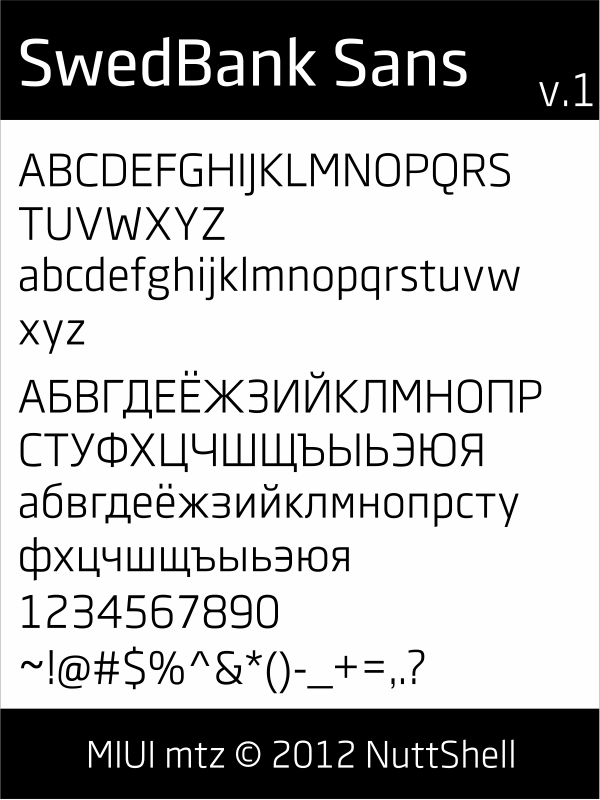 SwedBank Sans
v.1
ABCDEFGHIJKLMNOPQRS
TUVWXYZ
abcdefghijklmnopqrstuvw
xyz
АБВГДЕЁЖЗИЙКЛМНОПР
СТУФХЦЧШЩЪЫЬЭЮЯ
абвгдеёжзийклмнопрсту
фхцчшщъыьэюя
1234567890
~!@#$%^&*()-_+=,.?
MIUI mtz © 2012 NuttShell